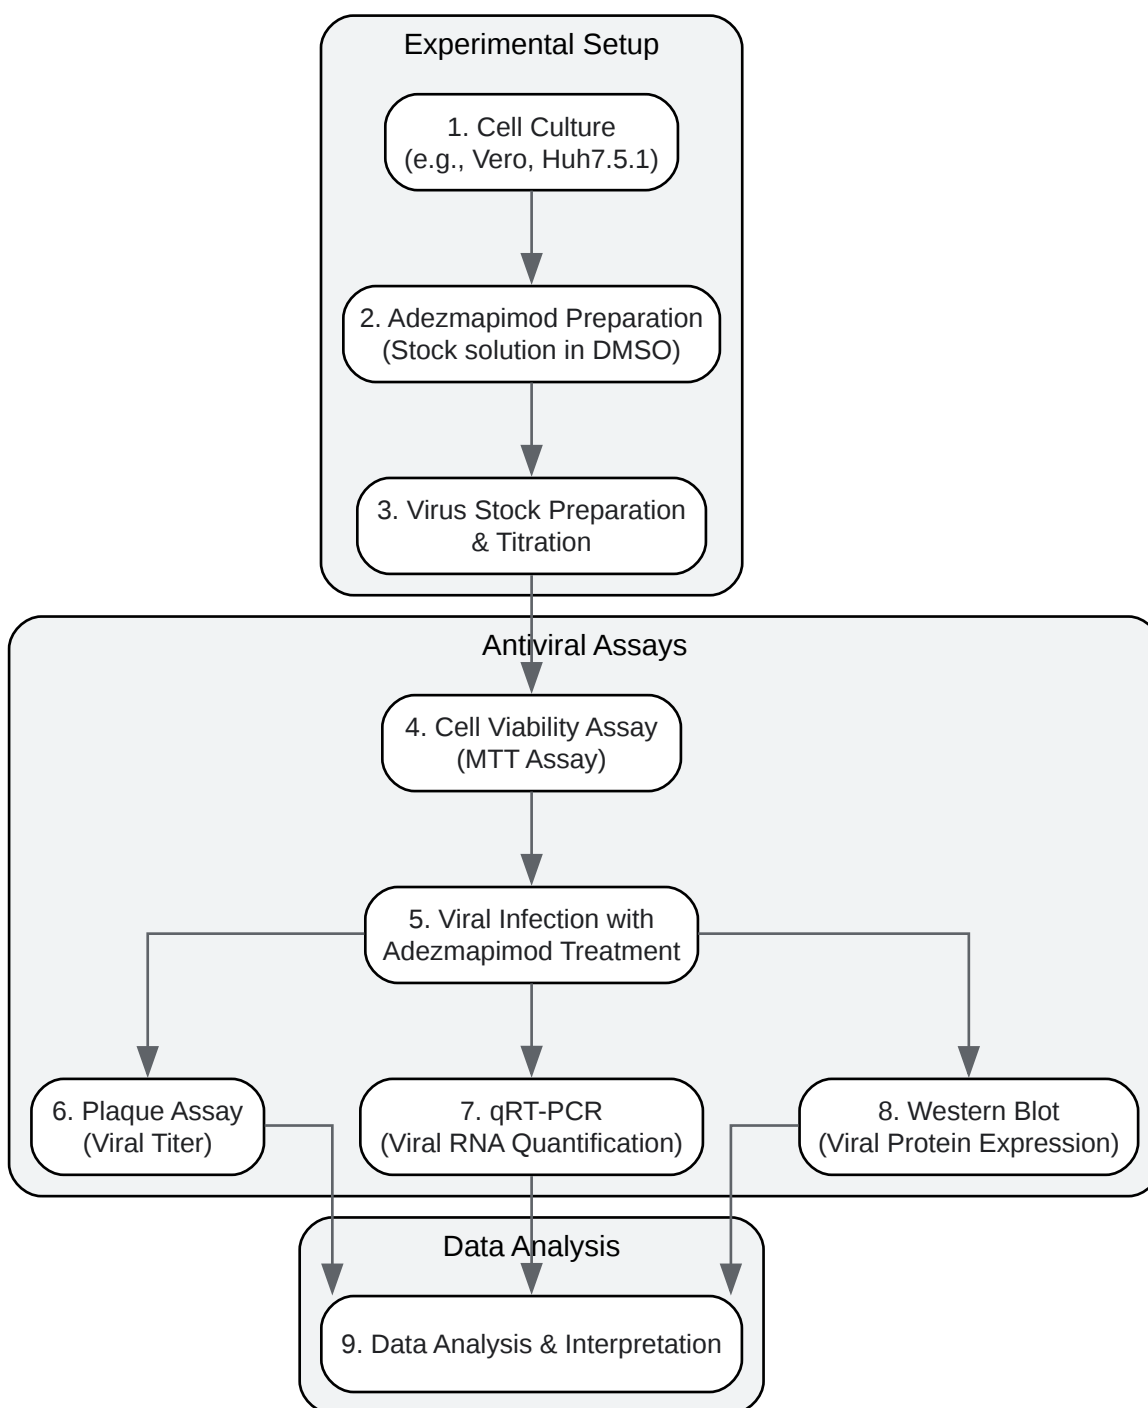 Experimental Setup
1. Cell Culture
(e.g., Vero, Huh7.5.1)
2. Adezmapimod Preparation
(Stock solution in DMSO)
3. Virus Stock Preparation
& Titration
Antiviral Assays
4. Cell Viability Assay
(MTT Assay)
5. Viral Infection with
Adezmapimod Treatment
6. Plaque Assay
(Viral Titer)
7. qRT-PCR
(Viral RNA Quantification)
8. Western Blot
(Viral Protein Expression)
Data Analysis
9. Data Analysis & Interpretation